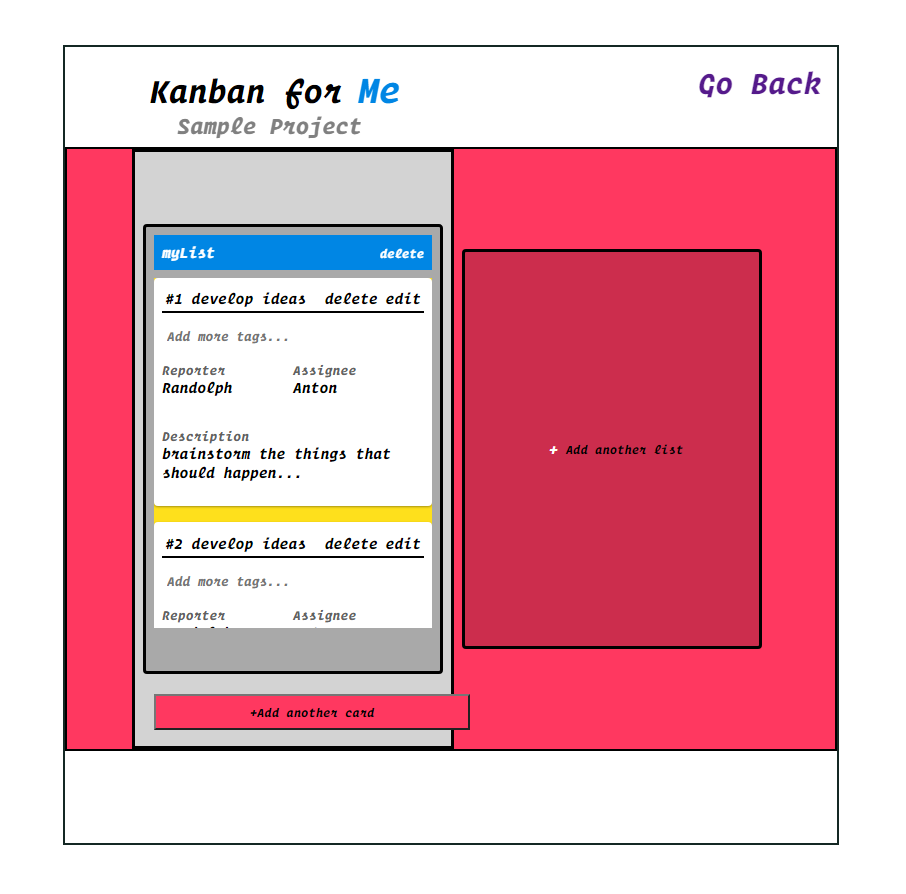 Kanban for Me
Go Back
Sample Project
myList delete
#1 develop ideas delete edit
Add more tags...
Reporter Assignee
Randolph Anton
Description
brainstorm the things that
should happen...
#2 develop ideas delete edit
Add more tags...
Reporter Assignee
+ Add another list
+Add another card